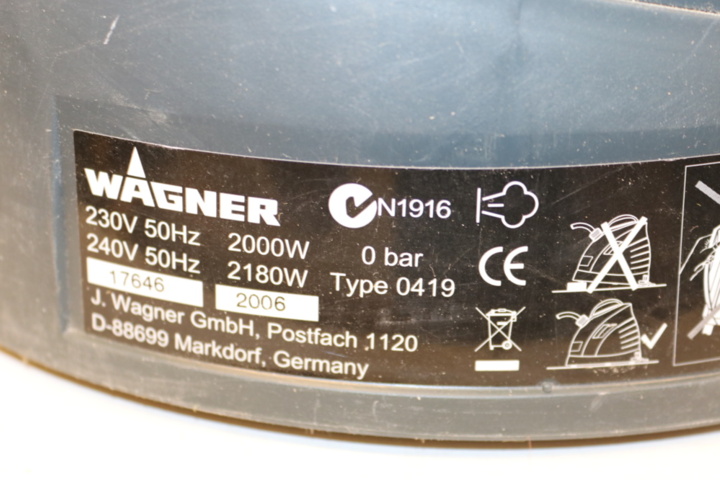 WAGNER
N1916
230V 50Hz 2000W
0 bar
240V 50Hz 2180W
Type 0419
17646 2006
CE
J. Wagner GmbH, Postfach 1120
D-88699 Markdorf, Germany